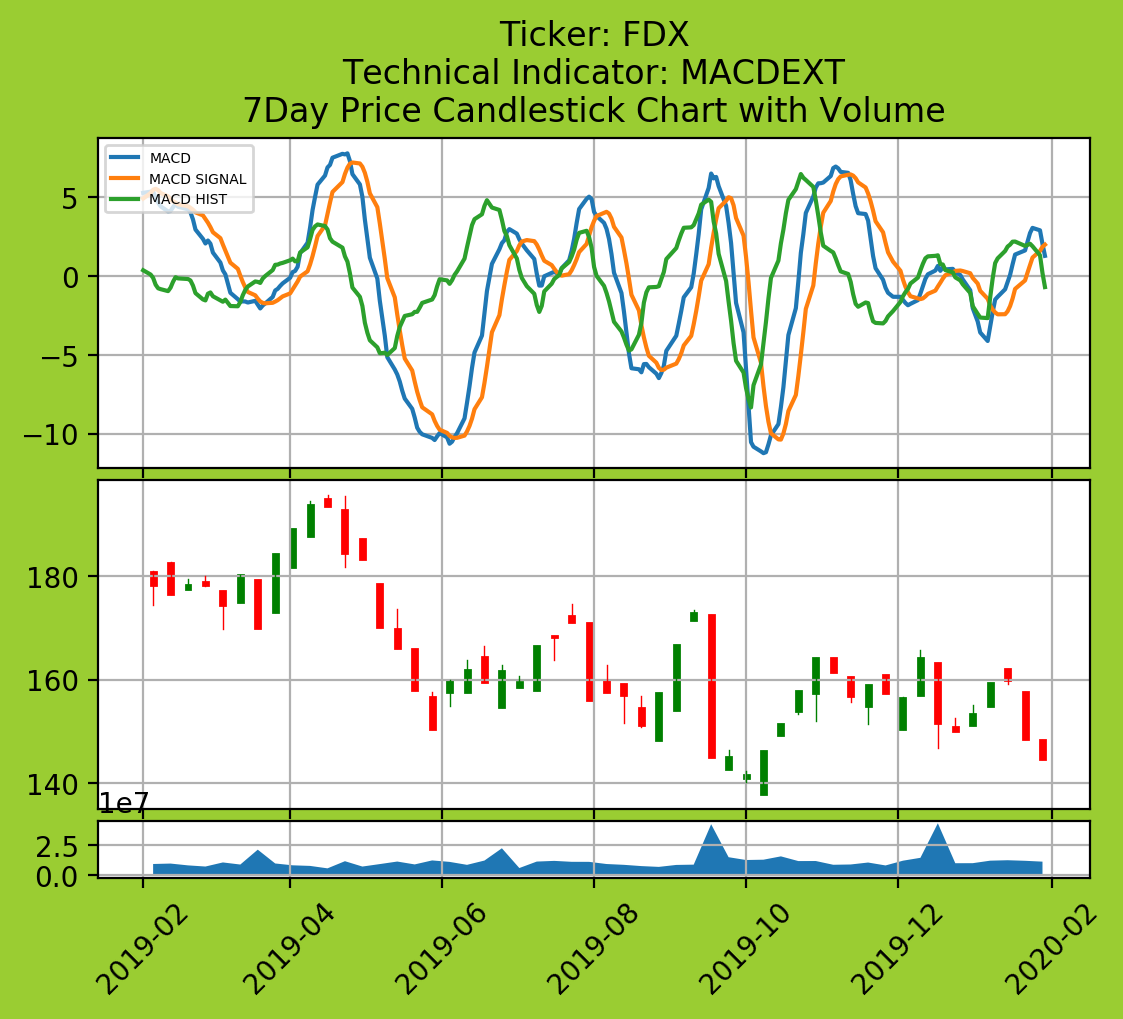 Ticker: FDX
Technical Indicator: MACDEXT
7Day Price Candlestick Chart with Volume
MACD
MACD SIGNAL
MACD HIST
5
0
−5
−10
180
160
140
1e7
2.5
0.0
2019-02
2019-04
2019-06
2019-08
2019-10
2019-12
2020-02